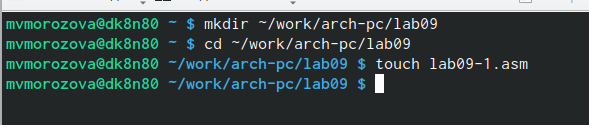 mvmorozova@dk8n80 ~ $ mkdir ~/work/arch-pc/lab09
mvmorozova@dk8n80 ~ $ cd ~/work/arch-pc/lab09
mvmorozova@dk8n80 ~/work/arch-pc/lab09 $ touch lab09-1.asm
mvmorozova@dk8n80 ~/work/arch-pc/lab09 $